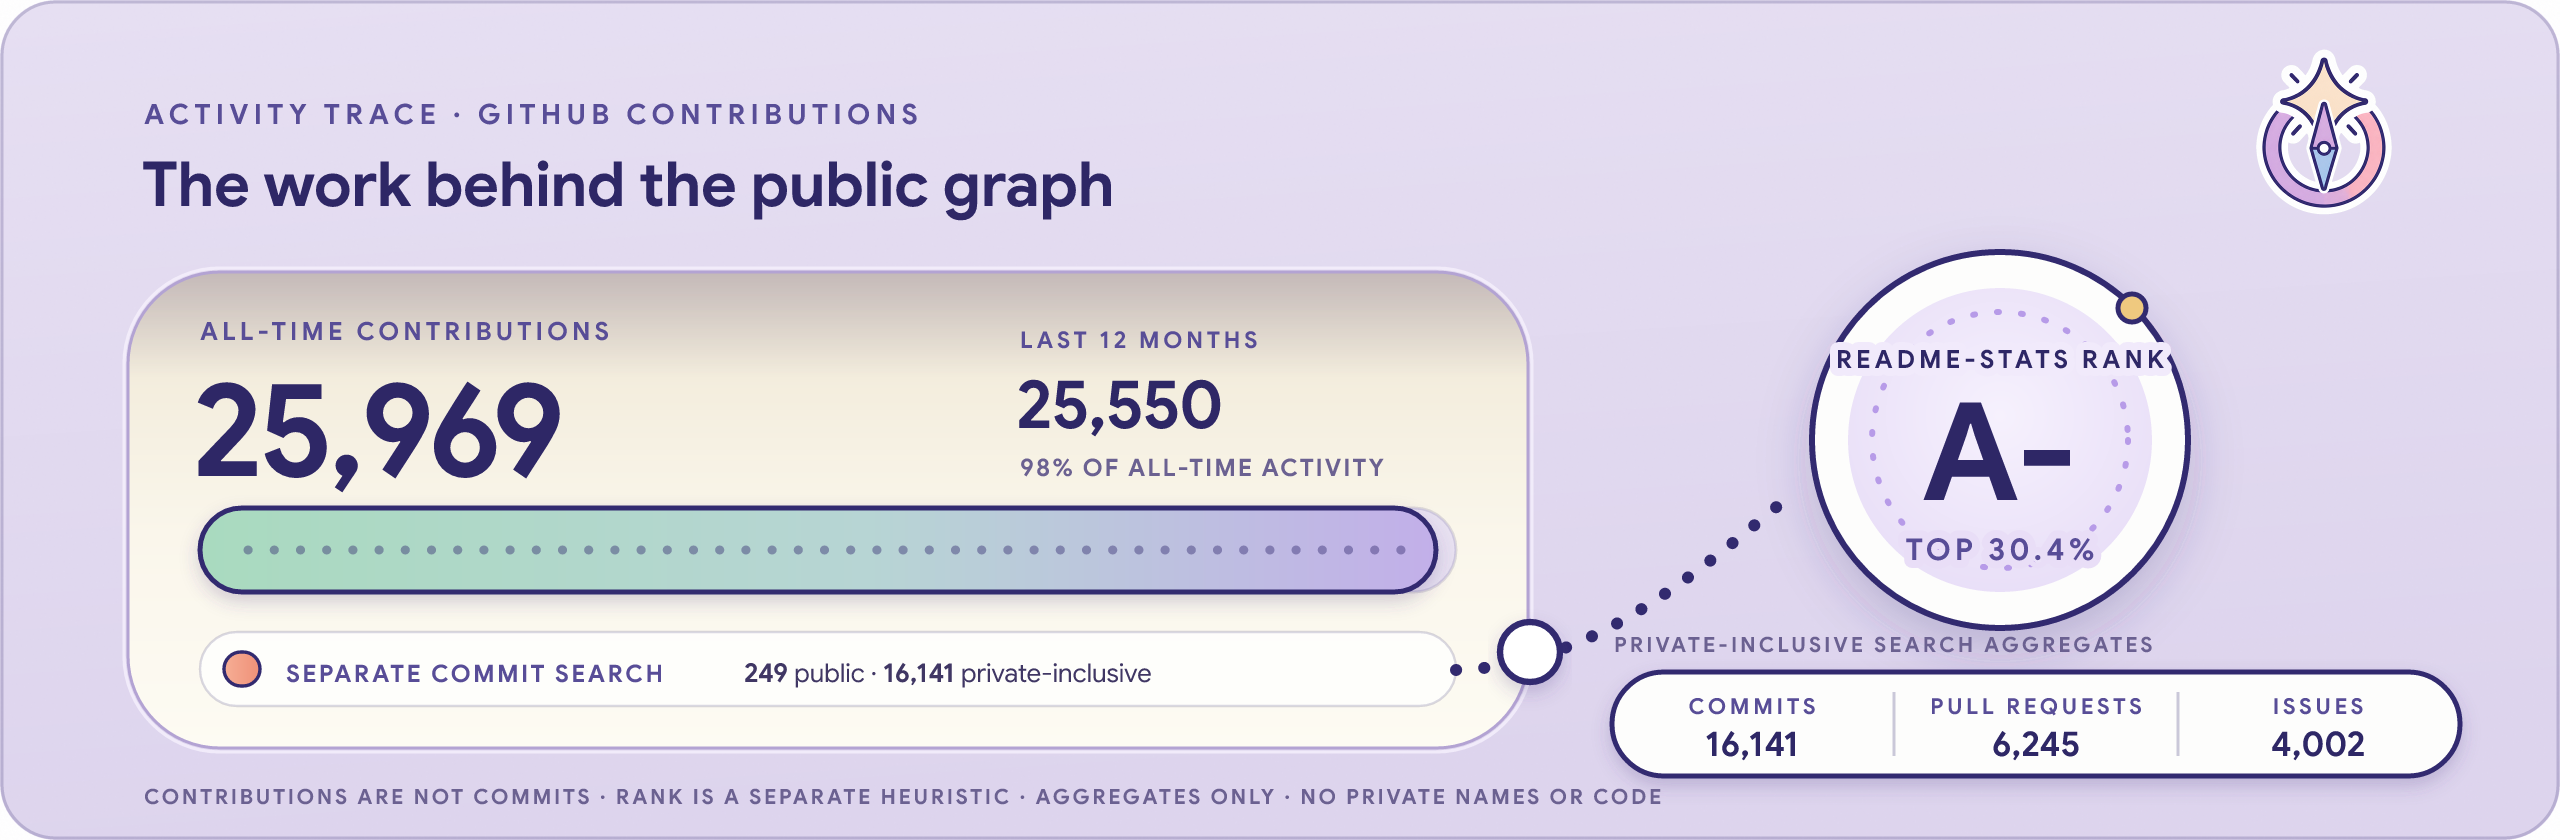 ACTIVITY TRACE · GITHUB CONTRIBUTIONS
The work behind the public graph
ALL-TIME CONTRIBUTIONS
25,969
LAST 12 MONTHS
25,550
98% OF ALL-TIME ACTIVITY
SEPARATE COMMIT SEARCH
249 public · 16,141 private-inclusive
README-STATS RANK
A-
TOP 30.4%
PRIVATE-INCLUSIVE SEARCH AGGREGATES
COMMITS
16,141
PULL REQUESTS
6,245
ISSUES
4,002
CONTRIBUTIONS ARE NOT COMMITS · RANK IS A SEPARATE HEURISTIC · AGGREGATES ONLY · NO PRIVATE NAMES OR CODE